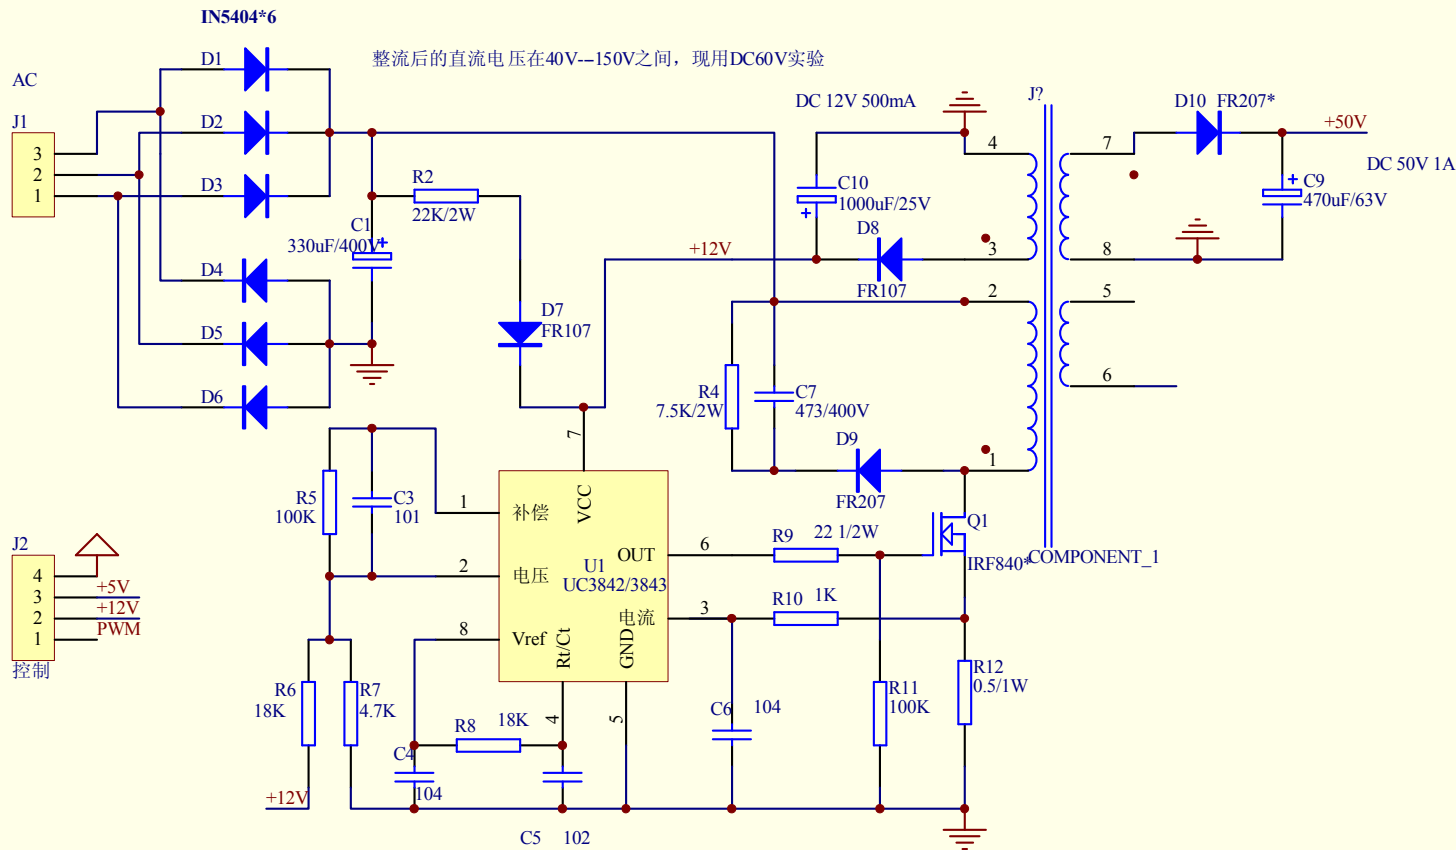 IN5404*6
整流后的直流电压在40V---150V之间，现用DC60V实验
AC
J1
3
2
1
D1
D2
D3
D4
D5
D6
R2
22K/2W
C1
330uF/400V
+
D7
FR107
DC 12V 500mA
C10
1000uF/25V
+
D8
FR107
+12V
J?
4
3
2
1
7
8
5
6
D10 FR207*
+50V
DC 50V 1A
+
C9
470uF/63V
R4
7.5K/2W
C7
473/400V
D9
FR207
Q1
IRF840*
COMPONENT_1
R5
100K
C3
101
1
2
8
7
6
3
4
5
补偿
电压
Vref
VCC
OUT
电流
Rt/Ct
GND
U1
UC3842/3843
R9 22 1/2W
R10 1K
R11
100K
R12
0.5/1W
C6 104
J2
4
3
2
1
+5V
+12V
PWM
控制
R6
18K
R7
4.7K
R8 18K
C4
104
C5 102
+12V